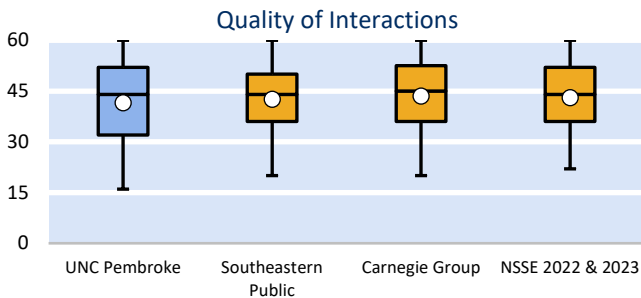 Quality of Interactions
60
45
30
15
0
UNC Pembroke
Southeastern
Public
Carnegie Group
NSSE 2022 & 2023